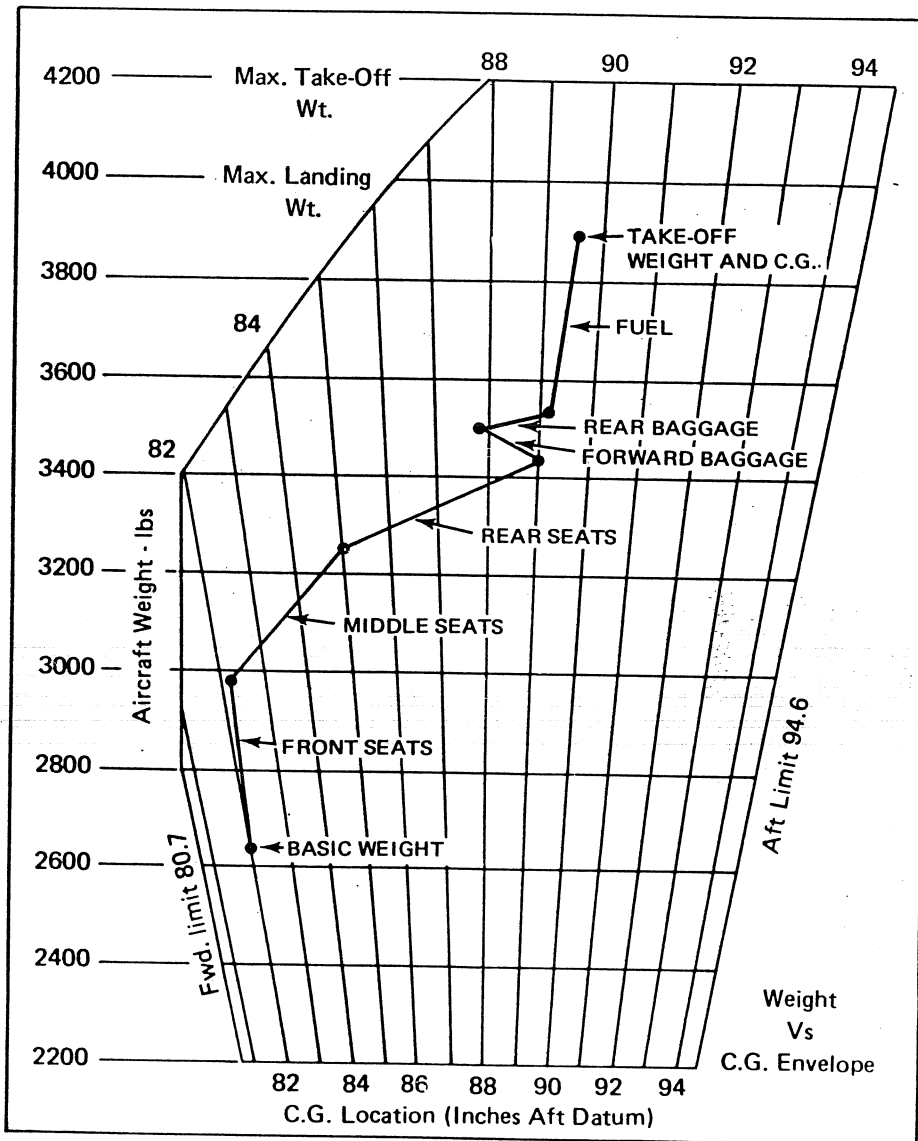 88 90 92 94
4200 Max. Take-Off
Wt.
4000 Max. Landing
Wt.
TAKE-OFF
WEIGHT AND C.G..
3800
84
FUEL
3600
82
REAR BAGGAGE
FORWARD BAGGAGE
3400
REAR SEATS
Aircraft Weight - lbs
3200
MIDDLE SEATS
3000
FRONT SEATS
2800
Aft Limit 94.6
BASIC WEIGHT
2600
Fwd. limit 80.7
2400
Weight
Vs
C.G. Envelope
2200
82 84 86 88 90 92 94
C.G. Location (Inches Aft Datum)